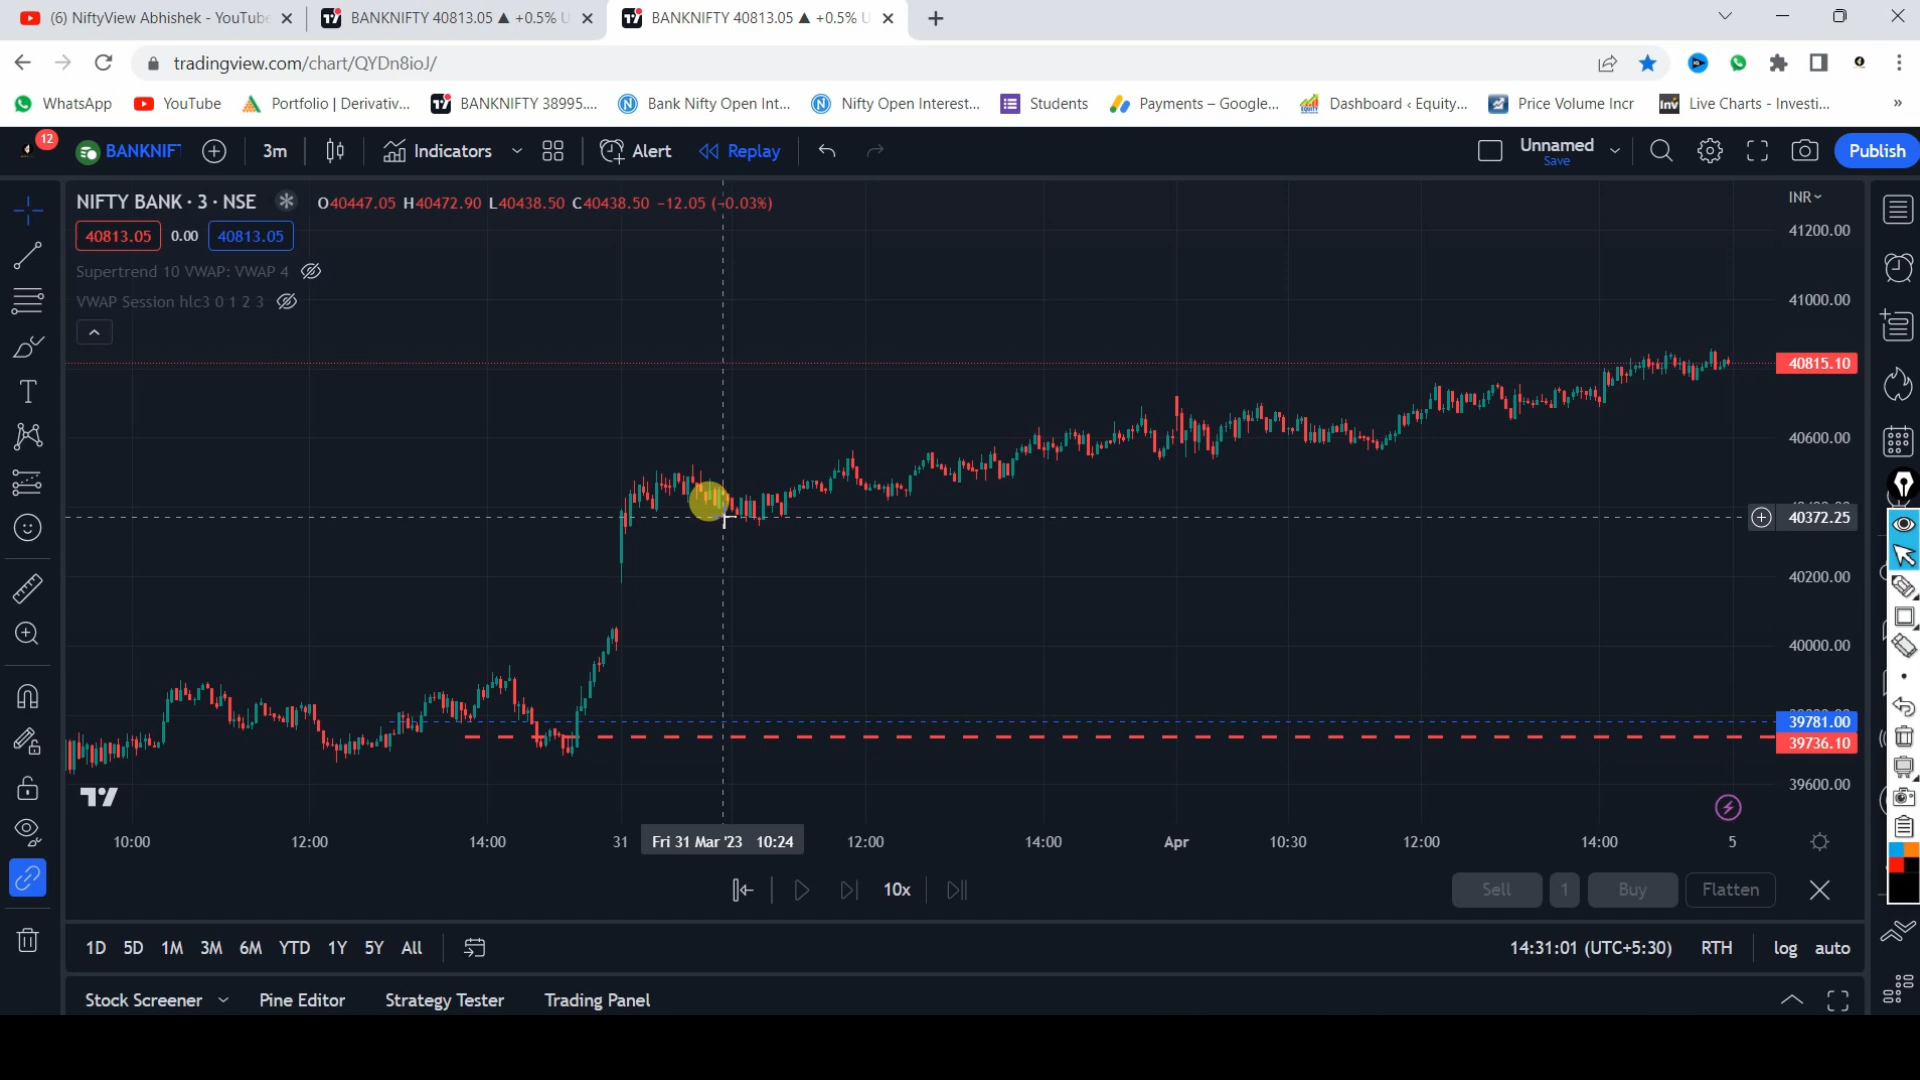 (6) NiftyView Abhishek - YouTube
BANKNIFTY 40813.05 ▲ +0.5% U
BANKNIFTY 40813.05 ▲ +0.5% U
tradingview.com/chart/QYDn8ioJ/
WhatsApp
YouTube
Portfolio | Derivativ...
BANKNIFTY 38995....
Bank Nifty Open Int...
Nifty Open Interest...
Students
Payments – Google...
Dashboard ‹ Equity...
Price Volume Incr
Live Charts - Investi...
12
BANKNIFT
3m
Indicators
Alert
Replay
Unnamed
Save
Publish
NIFTY BANK · 3 · NSE
O40447.05 H40472.90 L40438.50 C40438.50 −12.05 (−0.03%)
INR
40813.05 0.00 40813.05
41200.00
Supertrend 10 VWAP: VWAP 4
VWAP Session hlc3 0 1 2 3
41000.00
40815.10
40600.00
40372.25
40200.00
40000.00
39781.00
39736.10
39600.00
10:00
12:00
14:00
31
Fri 31 Mar '23 10:24
12:00
14:00
Apr
10:30
12:00
14:00
5
10x
Sell
1
Buy
Flatten
1D 5D 1M 3M 6M YTD 1Y 5Y All
14:31:01 (UTC+5:30)
RTH
log
auto
Stock Screener
Pine Editor
Strategy Tester
Trading Panel